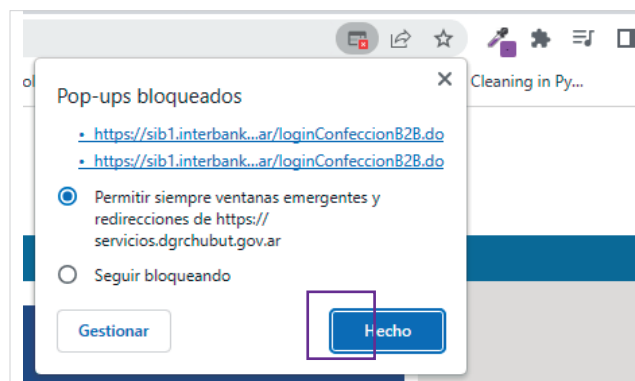 ol
Cleaning in Py...
Pop-ups bloqueados
• https://sib1.interbank...ar/loginConfeccionB2B.do
• https://sib1.interbank...ar/loginConfeccionB2B.do
Permitir siempre ventanas emergentes y
redirecciones de https://
servicios.dgrchubut.gov.ar
Seguir bloqueando
Gestionar
Hecho